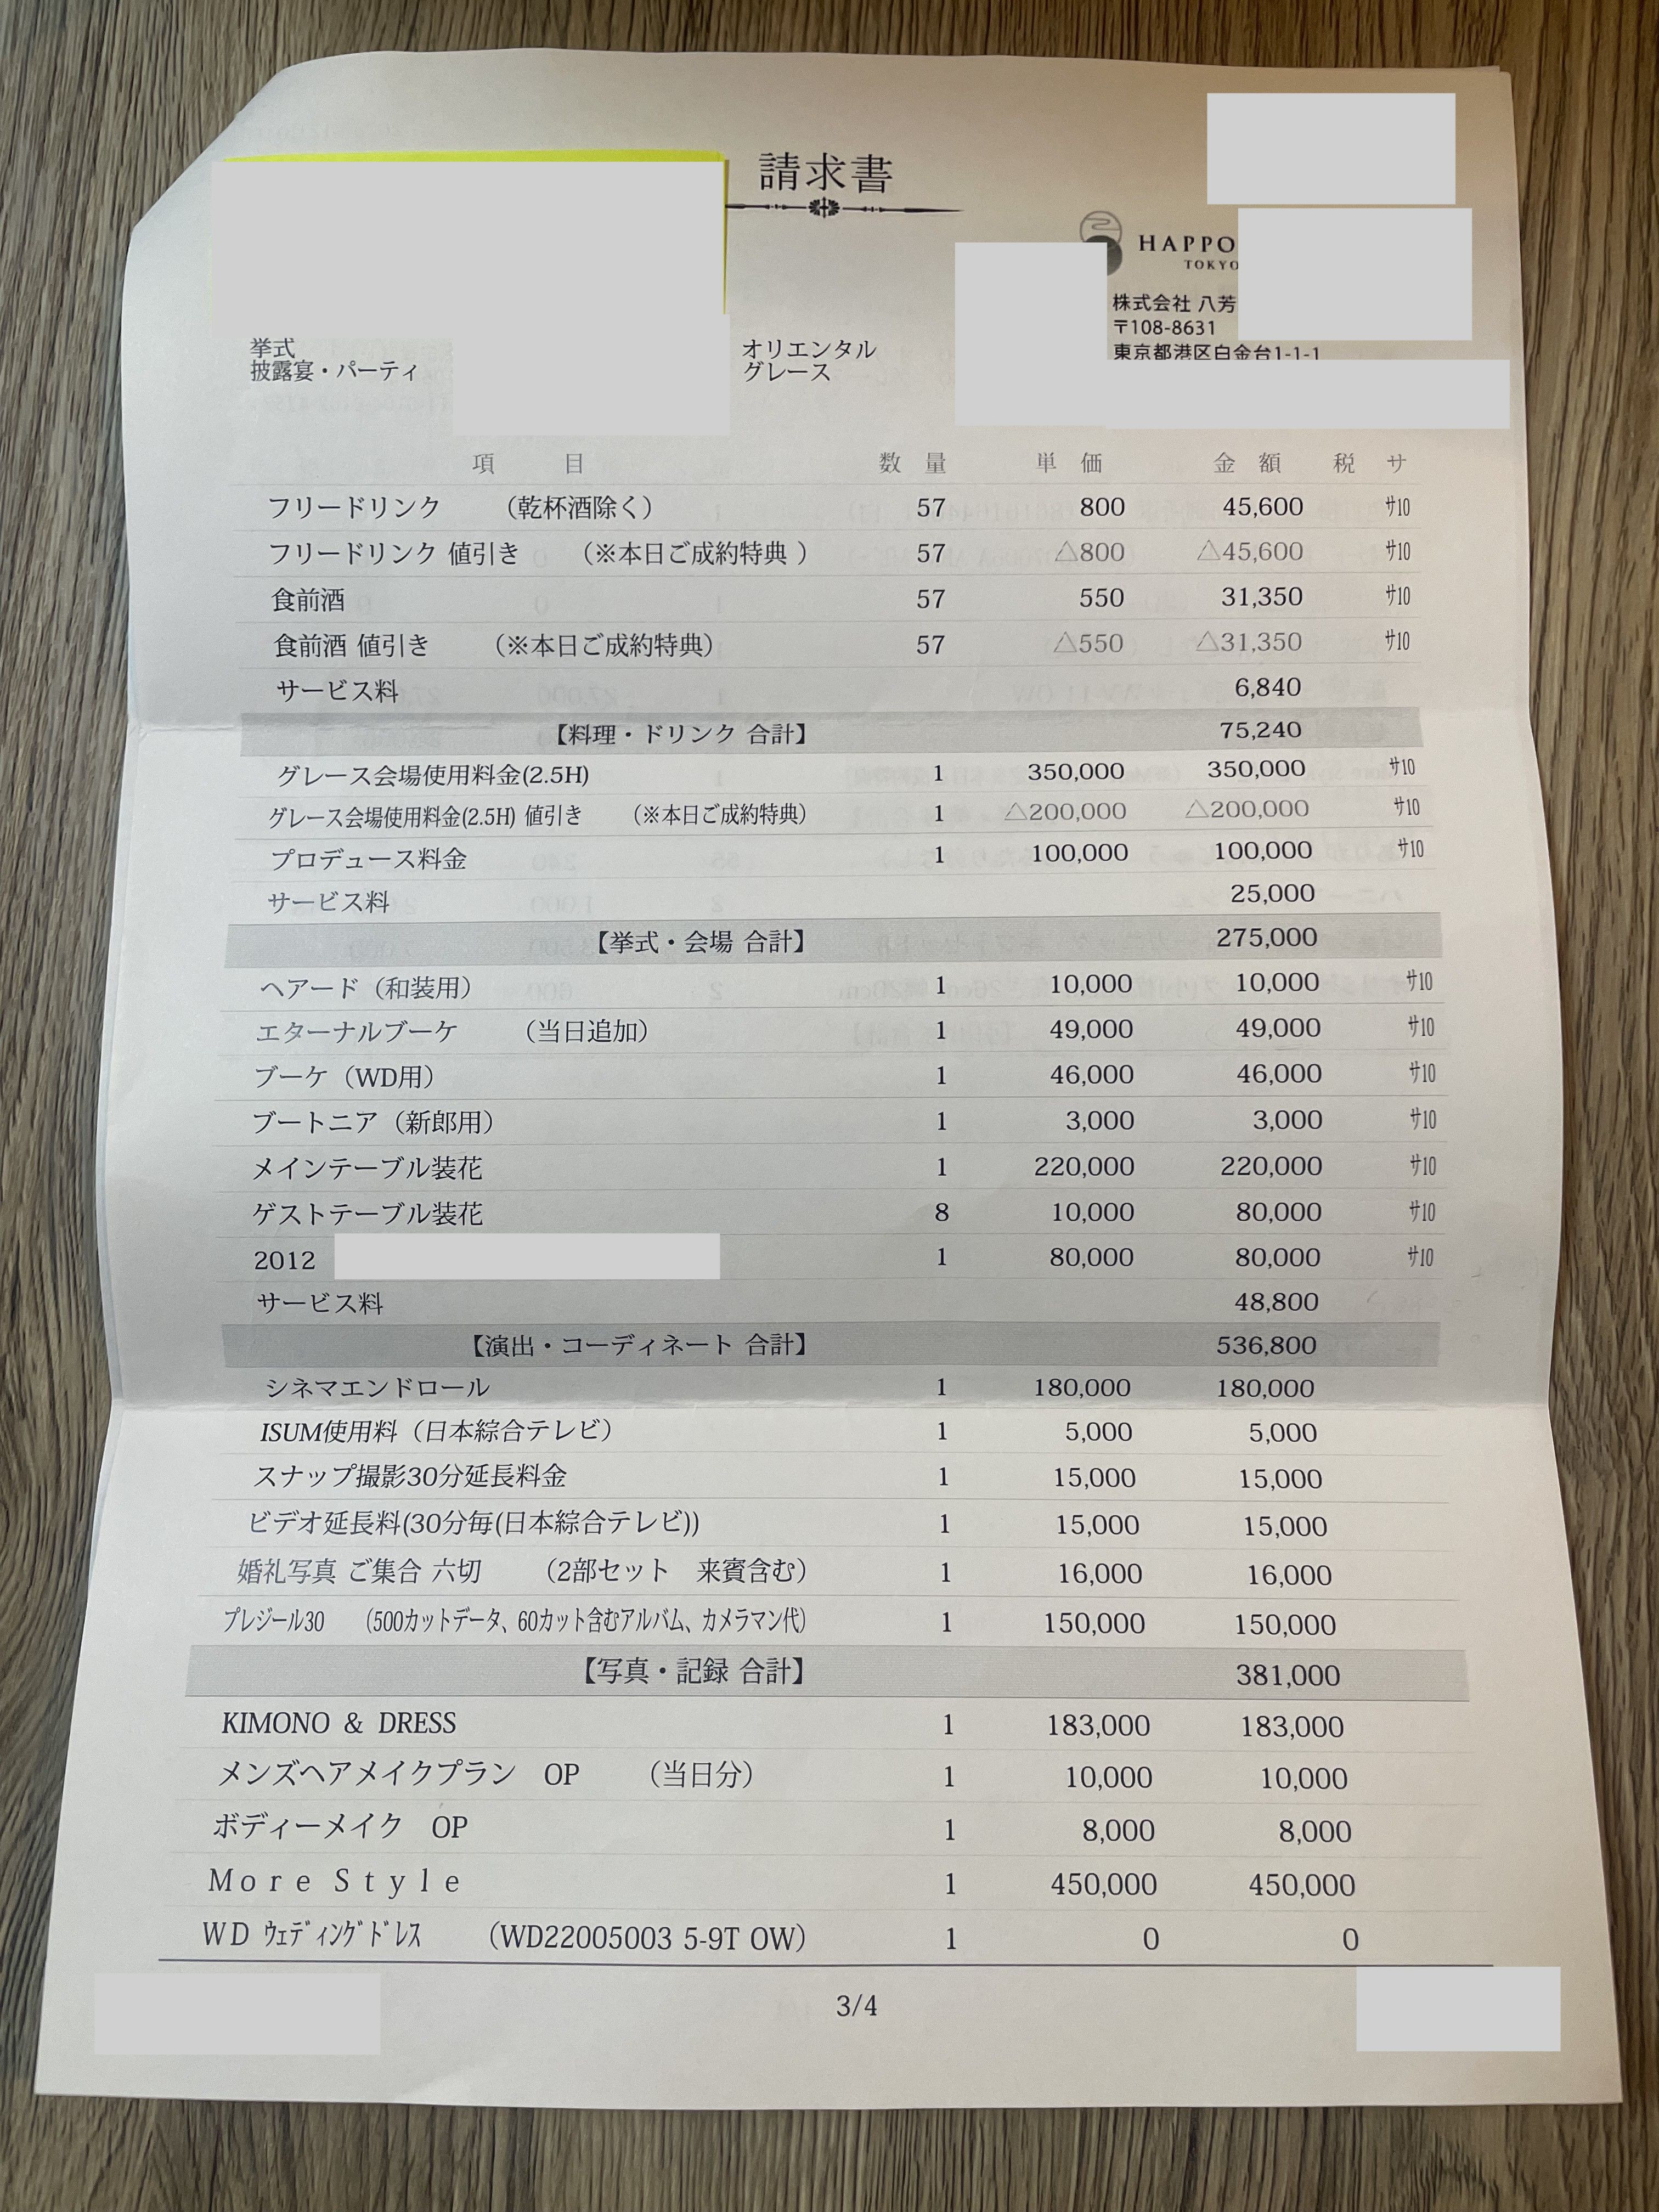 請求書
HAPPO
TOKYO
株式会社 八芳
〒108-8631
東京都港区白金台1-1-1
挙式
披露宴・パーティ
オリエンタル
グレース
項 目 数 量 単 価 金 額 税 サ
フリードリンク (乾杯酒除く) 57 800 45,600 サ10
フリードリンク 値引き (※本日ご成約特典 ) 57 △800 △45,600 サ10
食前酒 57 550 31,350 サ10
食前酒 値引き (※本日ご成約特典) 57 △550 △31,350 サ10
サービス料 6,840
【料理・ドリンク 合計】 75,240
グレース会場使用料金(2.5H) 1 350,000 350,000 サ10
グレース会場使用料金(2.5H) 値引き (※本日ご成約特典) 1 △200,000 △200,000 サ10
プロデュース料金 1 100,000 100,000 サ10
サービス料 25,000
【挙式・会場 合計】 275,000
ヘアード（和装用） 1 10,000 10,000 サ10
エターナルブーケ (当日追加) 1 49,000 49,000 サ10
ブーケ（WD用） 1 46,000 46,000 サ10
ブートニア（新郎用） 1 3,000 3,000 サ10
メインテーブル装花 1 220,000 220,000 サ10
ゲストテーブル装花 8 10,000 80,000 サ10
2012 1 80,000 80,000 サ10
サービス料 48,800
【演出・コーディネート 合計】 536,800
シネマエンドロール 1 180,000 180,000
ISUM使用料（日本綜合テレビ） 1 5,000 5,000
スナップ撮影30分延長料金 1 15,000 15,000
ビデオ延長料(30分毎(日本綜合テレビ)) 1 15,000 15,000
婚礼写真 ご集合 六切 (2部セット 来賓含む) 1 16,000 16,000
プレジール30 (500カットデータ、60カット含むアルバム、カメラマン代) 1 150,000 150,000
【写真・記録 合計】 381,000
KIMONO & DRESS 1 183,000 183,000
メンズヘアメイクプラン OP (当日分) 1 10,000 10,000
ボディーメイク OP 1 8,000 8,000
More Style 1 450,000 450,000
WD ウェディングドレス (WD22005003 5-9T OW) 1 0 0
3/4